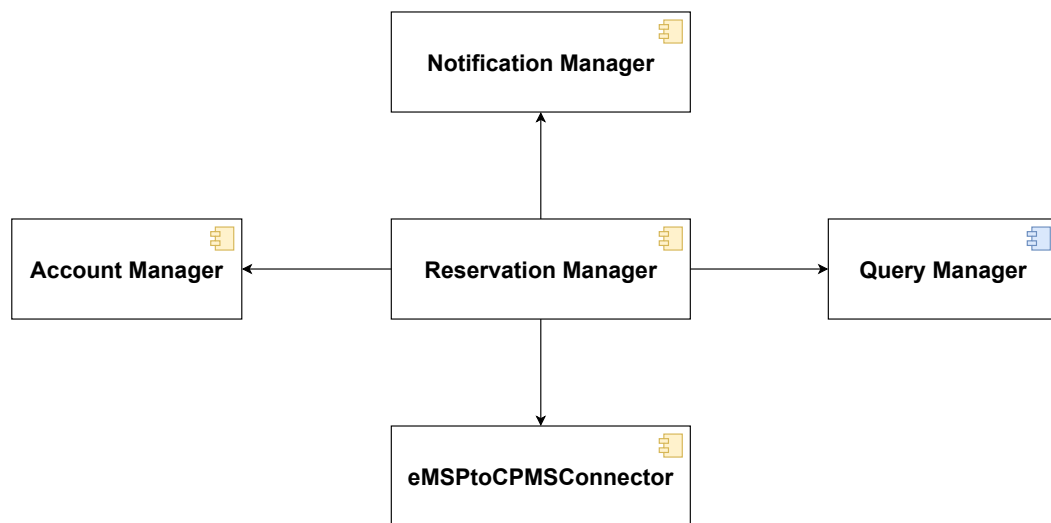 Notification Manager
Account Manager
Reservation Manager
Query Manager
eMSPtoCPMSConnector